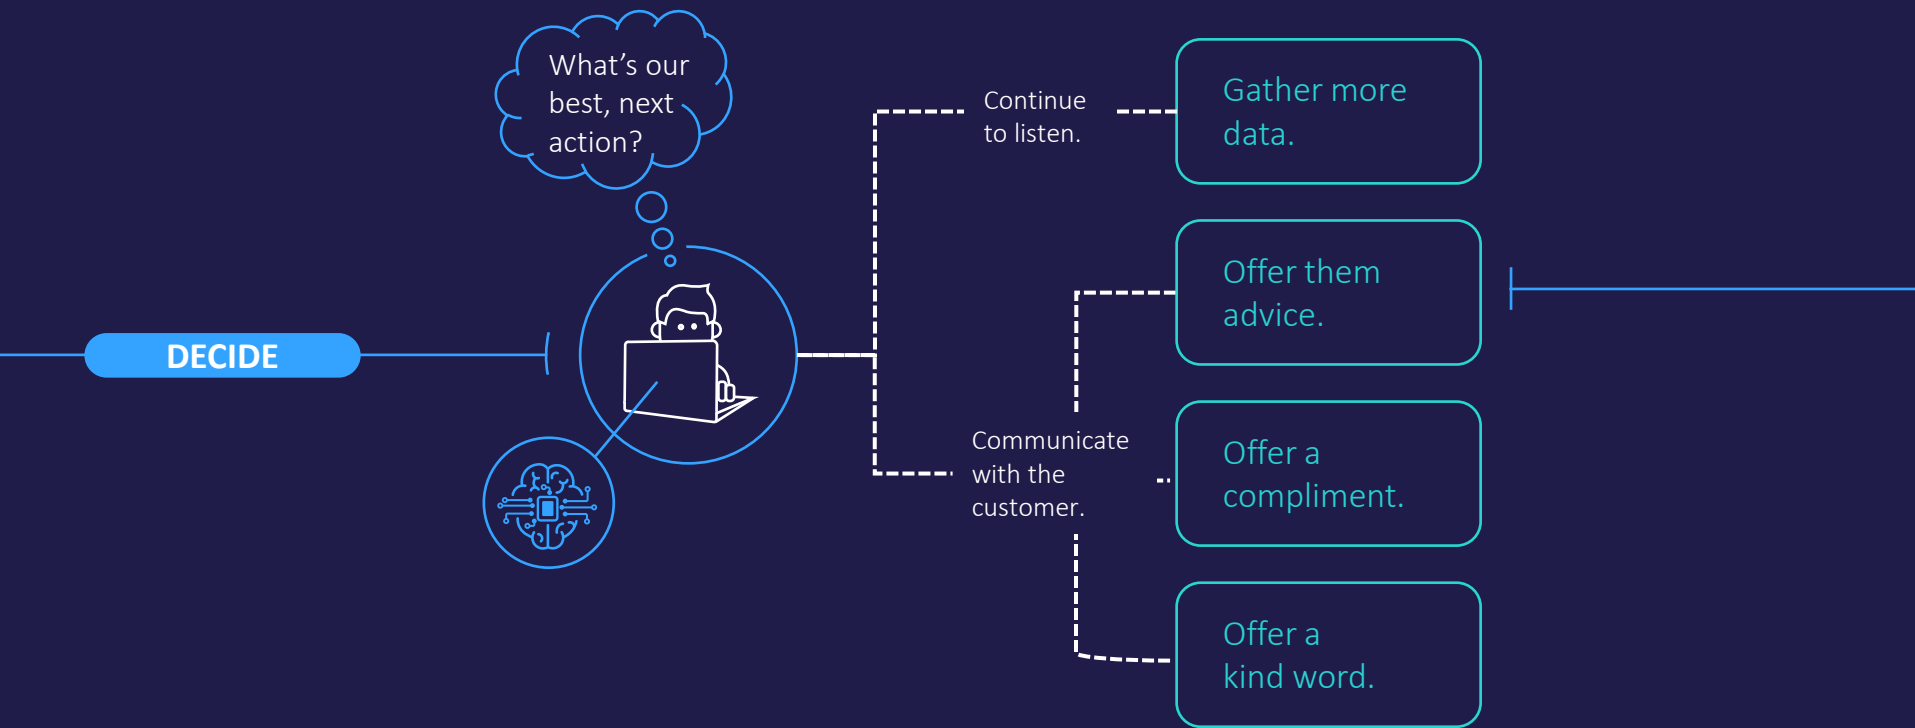 What’s our
best, next
action?
DECIDE
Continue
to listen.
Communicate
with the
customer.
Gather more
data.
Offer them
advice.
Offer a
compliment.
Offer a
kind word.